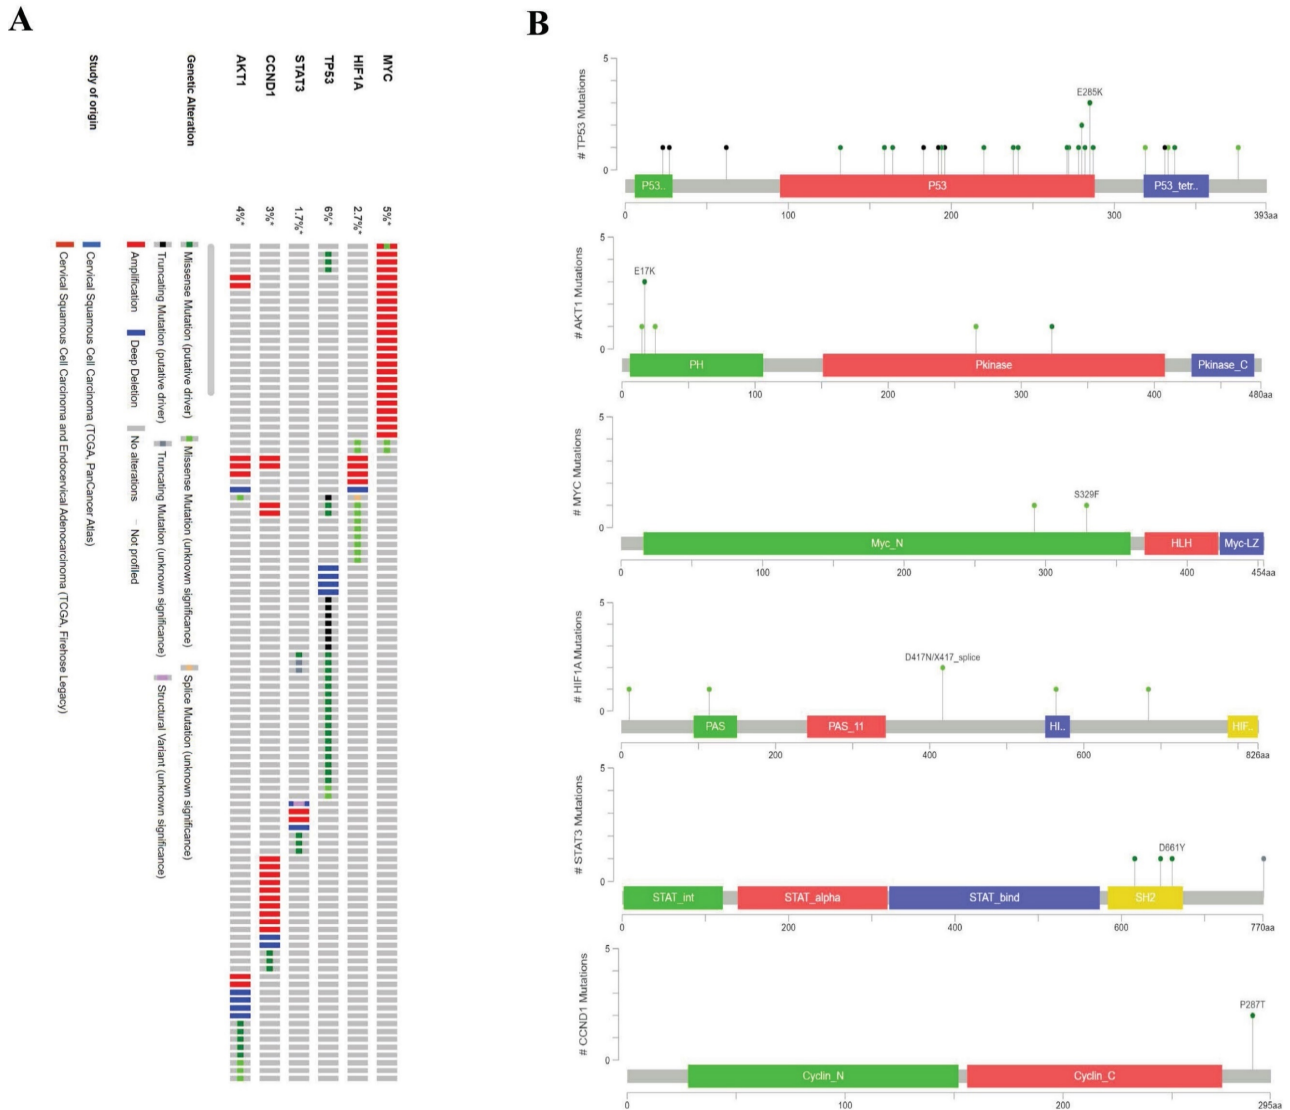 A
Study of origin
Genetic Alteration
AKT1
CCND1
STAT3
TP53
HIF1A
MYC
4%*
3%*
1.7%*
6%*
2.7%*
5%*
Missense Mutation (putative driver)
Missense Mutation (unknown significance)
Splice Mutation (unknown significance)
Truncating Mutation (putative driver)
Truncating Mutation (unknown significance)
Structural Variant (unknown significance)
Amplification
Deep Deletion
No alterations
Not profiled
Cervical Squamous Cell Carcinoma (TCGA, PanCancer Atlas)
Cervical Squamous Cell Carcinoma and Endocervical Adenocarcinoma (TCGA, Firehose Legacy)
B
# TP53 Mutations
5
0
E285K
P53..
P53
P53_tetr..
0
100
200
300
393aa
# AKT1 Mutations
5
0
E17K
PH
Pkinase
Pkinase_C
0
100
200
300
400
480aa
# MYC Mutations
5
0
S329F
Myc_N
HLH
Myc-LZ
0
100
200
300
400
454aa
# HIF1A Mutations
5
0
D417N/X417_splice
PAS
PAS_11
HI..
HIF..
0
200
400
600
826aa
# STAT3 Mutations
5
0
D661Y
STAT_int
STAT_alpha
STAT_bind
SH2
0
200
400
600
770aa
# CCND1 Mutations
5
0
P287T
Cyclin_N
Cyclin_C
0
100
200
295aa